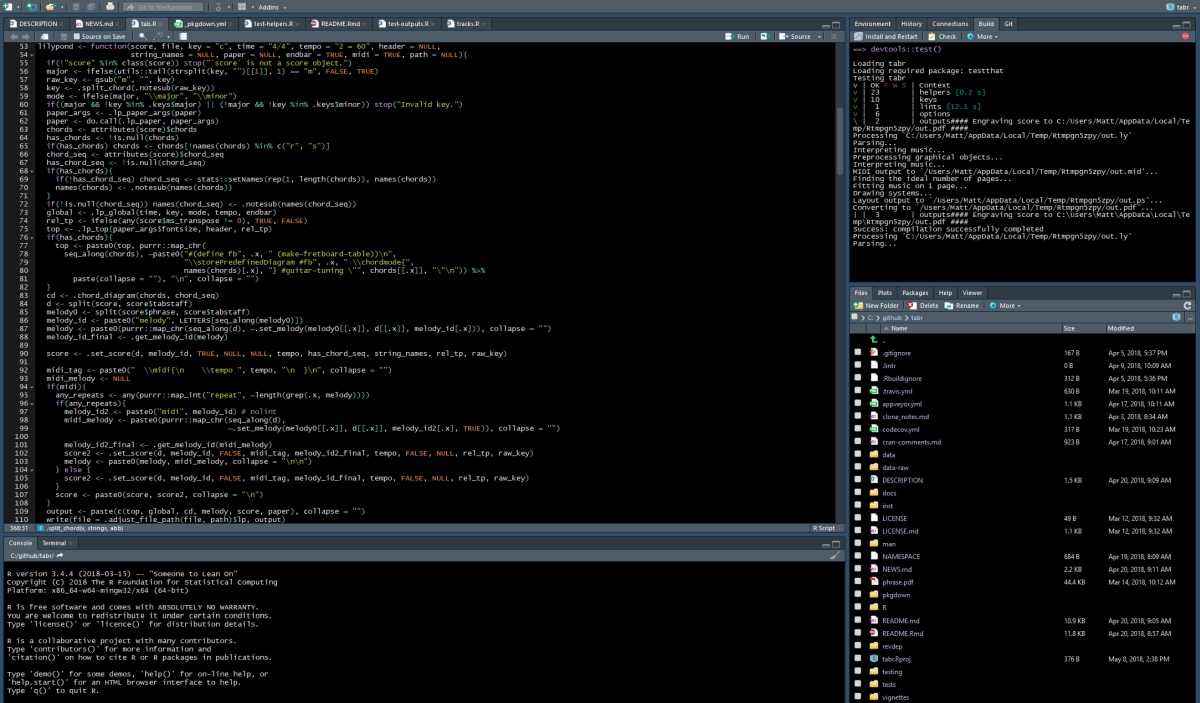 Go to file/function
Addins
tabr
DESCRIPTION
NEWS.md
tab.R
_pkgdown.yml
test-helpers.R
README.Rmd
test-outputs.R
tracks.R
Source on Save
Run
Source
53 lilypond <- function(score, file, key = "c", time = "4/4", tempo = "2 = 60", header = NULL,
54 string_names = NULL, paper = NULL, endbar = TRUE, midi = TRUE, path = NULL){
55 if(!"score" %in% class(score)) stop("`score` is not a score object.")
56 major <- ifelse(utils::tail(strsplit(key, "")[[1]], 1) == "m", FALSE, TRUE)
57 raw_key <- gsub("m", "", key)
58 key <- .split_chord(.notesub(raw_key))
59 mode <- ifelse(major, "\\major", "\\minor")
60 if((major && !key %in% .keys$major) || (!major && !key %in% .keys$minor)) stop("Invalid key.")
61 paper_args <- .lp_paper_args(paper)
62 paper <- do.call(.lp_paper, paper_args)
63 chords <- attributes(score)$chords
64 has_chords <- !is.null(chords)
65 if(has_chords) chords <- chords[!names(chords) %in% c("r", "s")]
66 chord_seq <- attributes(score)$chord_seq
67 has_chord_seq <- !is.null(chord_seq)
68 if(has_chords){
69 if(!has_chord_seq) chord_seq <- stats::setNames(rep(1, length(chords)), names(chords))
70 names(chords) <- .notesub(names(chords))
71 }
72 if(!is.null(chord_seq)) names(chord_seq) <- .notesub(names(chord_seq))
73 global <- .lp_global(time, key, mode, tempo, endbar)
74 rel_tp <- ifelse(any(score$ms_transpose != 0), TRUE, FALSE)
75 top <- .lp_top(paper_args$fontsize, header, rel_tp)
76 if(has_chords){
77 top <- paste0(top, purrr::map_chr(
78 seq_along(chords), ~paste0("#(define fb", .x, " (make-fretboard-table))\n",
79 "\\storePredefinedDiagram #fb", .x, " \\chordmode{",
80 names(chords)[.x], "} #guitar-tuning \"", chords[[.x]], "\"\n")) %>%
81 paste(collapse = ""), "\n", collapse = "")
82 }
83 cd <- .chord_diagram(chords, chord_seq)
84 d <- split(score, score$tabstaff)
85 melody0 <- split(score$phrase, score$tabstaff)
86 melody_id <- paste0("melody", LETTERS[seq_along(melody0)])
87 melody <- paste0(purrr::map_chr(seq_along(d), ~.set_melody(melody0[[.x]], d[[.x]], melody_id[.x])), collapse = "")
88 melody_id_final <- .get_melody_id(melody)
89
90 score <- .set_score(d, melody_id, TRUE, NULL, NULL, tempo, has_chord_seq, string_names, rel_tp, raw_key)
91
92 midi_tag <- paste0(" \\midi{\n \\tempo ", tempo, "\n }\n", collapse = "")
93 midi_melody <- NULL
94 if(midi){
95 any_repeats <- any(purrr::map_int("repeat", ~length(grep(.x, melody))))
96 if(any_repeats){
97 melody_id2 <- paste0("midi", melody_id) # nolint
98 midi_melody <- paste0(purrr::map_chr(seq_along(d),
99 ~.set_melody(melody0[[.x]], d[[.x]], melody_id2[.x], TRUE)), collapse = "")
100
101 melody_id2_final <- .get_melody_id(midi_melody)
102 score2 <- .set_score(d, melody_id, FALSE, midi_tag, melody_id2_final, tempo, FALSE, NULL, rel_tp, raw_key)
103 melody <- paste0(melody, midi_melody, collapse = "\n\n")
104 } else {
105 score2 <- .set_score(d, melody_id, FALSE, midi_tag, melody_id_final, tempo, FALSE, NULL, rel_tp, raw_key)
106 }
107 score <- paste0(score, score2, collapse = "\n")
108 }
109 output <- paste(c(top, global, cd, melody, score, paper), collapse = "")
110 write(file = .adjust_file_path(file, path)$lp, output)
368:31 .split_chord(x, strings, abb) R Script
Console Terminal
C:/github/tabr/
R version 3.4.4 (2018-03-15) -- "Someone to Lean On"
Copyright (C) 2018 The R Foundation for Statistical Computing
Platform: x86_64-w64-mingw32/x64 (64-bit)
R is free software and comes with ABSOLUTELY NO WARRANTY.
You are welcome to redistribute it under certain conditions.
Type 'license()' or 'licence()' for distribution details.
R is a collaborative project with many contributors.
Type 'contributors()' for more information and
'citation()' on how to cite R or R packages in publications.
Type 'demo()' for some demos, 'help()' for on-line help, or
'help.start()' for an HTML browser interface to help.
Type 'q()' to quit R.
Environment History Connections Build Git
Install and Restart Check More
==> devtools::test()
Loading tabr
Loading required package: testthat
Testing tabr
v | OK F W S | Context
v | 23 | helpers [0.2 s]
v | 10 | keys
v | 1 | lints [12.1 s]
v | 6 | options
\ | 2 | outputs#### Engraving score to C:/Users/Matt/AppData/Local/Te
mp/Rtmpgn5zpy/out.pdf ####
Processing `C:/Users/Matt/AppData/Local/Temp/Rtmpgn5zpy/out.ly'
Parsing...
Interpreting music...
Preprocessing graphical objects...
Interpreting music...
MIDI output to `/Users/Matt/AppData/Local/Temp/Rtmpgn5zpy/out.mid'...
Finding the ideal number of pages...
Fitting music on 1 page...
Drawing systems...
Layout output to `/Users/Matt/AppData/Local/Temp/Rtmpgn5zpy/out.ps'...
Converting to `/Users/Matt/AppData/Local/Temp/Rtmpgn5zpy/out.pdf'...
| | 3 | outputs#### Engraving score to C:\Users\Matt\AppData\Local\Te
mp\Rtmpgn5zpy/out.pdf ####
Success: compilation successfully completed
Processing `C:/Users/Matt/AppData/Local/Temp/Rtmpgn5zpy/out.ly'
Parsing...
Files Plots Packages Help Viewer
New Folder Delete Rename More
C: github tabr
Name Size Modified
..
.gitignore 167 B Apr 5, 2018, 5:37 PM
.lintr 0 B Apr 9, 2018, 10:09 AM
.Rbuildignore 312 B Apr 5, 2018, 5:36 PM
.travis.yml 630 B Mar 19, 2018, 10:11 AM
appveyor.yml 1.1 KB Apr 17, 2018, 10:11 AM
clone_notes.md 1.1 KB Apr 3, 2018, 8:34 AM
codecov.yml 317 B Mar 19, 2018, 10:23 AM
cran-comments.md 923 B Apr 17, 2018, 9:01 AM
data
data-raw
DESCRIPTION 1.5 KB Apr 20, 2018, 9:09 AM
docs
inst
LICENSE 49 B Mar 12, 2018, 9:32 AM
LICENSE.md 1.1 KB Mar 12, 2018, 9:32 AM
man
NAMESPACE 684 B Apr 19, 2018, 8:09 AM
NEWS.md 2.2 KB Apr 20, 2018, 9:11 AM
phrase.pdf 44.4 KB Mar 14, 2018, 10:12 AM
pkgdown
R
README.md 10.9 KB Apr 20, 2018, 9:05 AM
README.Rmd 11.8 KB Apr 20, 2018, 8:57 AM
revdep
tabr.Rproj 376 B May 8, 2018, 2:38 PM
testing
tests
vignettes